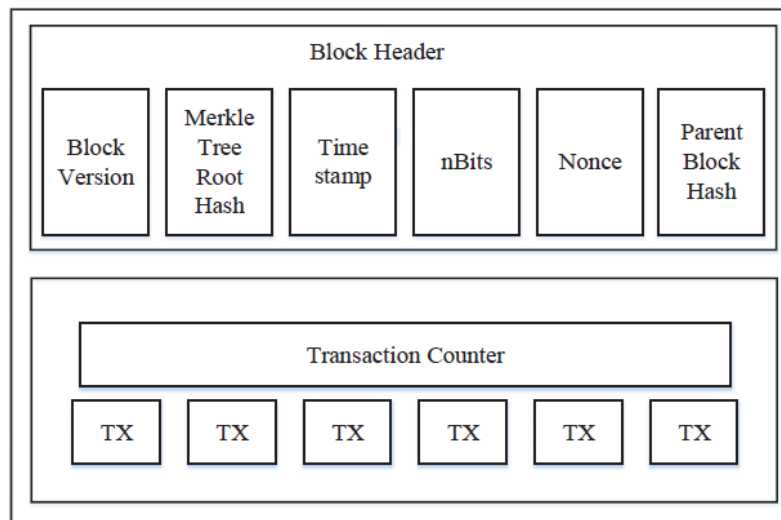 Block Header
Block
Version
Merkle
Tree
Root
Hash
Time
stamp
nBits
Nonce
Parent
Block
Hash
Transaction Counter
TX
TX
TX
TX
TX
TX